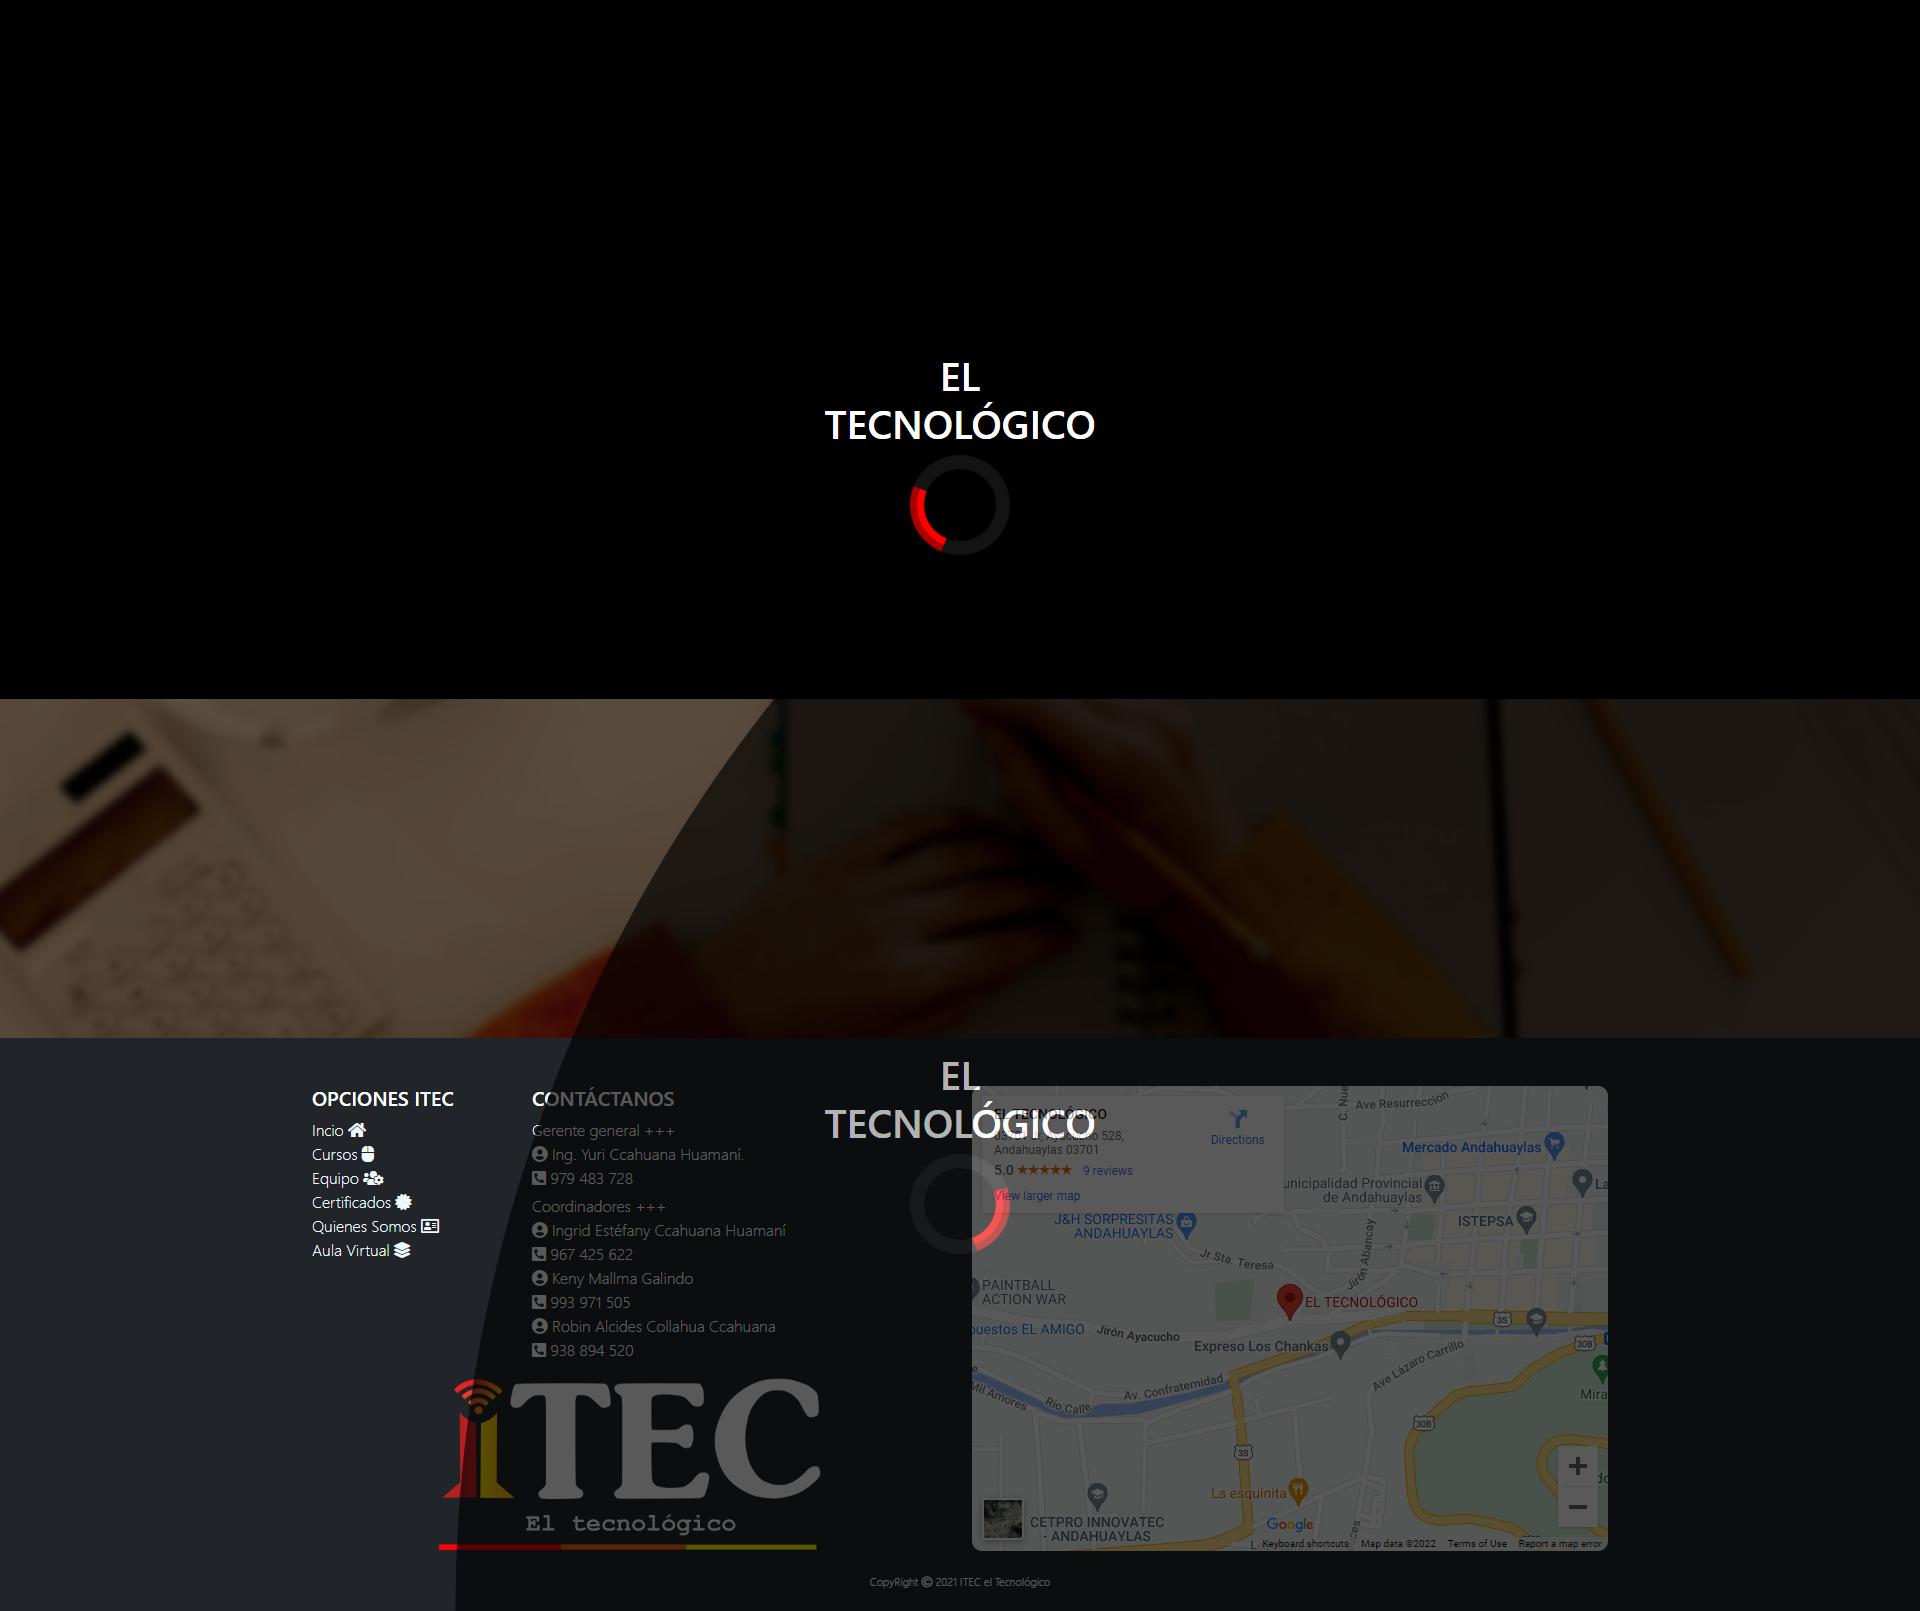 EL
TECNOLÓGICO
OPCIONES ITEC
Incio
Cursos
Equipo
Certificados
Quienes Somos
Aula Virtual
CONTÁCTANOS
Gerente general +++
Ing. Yuri Ccahuana Huamaní.
979 483 728
Coordinadores +++
Ingrid Estéfany Ccahuana Huamaní
967 425 622
Keny Mallma Galindo
993 971 505
Robin Alcides Collahua Ccahuana
938 894 520
iTEC
El tecnológico
EL
TECNOLÓGICO
EL TECNOLÓGICO
Ayacucho 528,
Andahuaylas 03701
5.0 ★★★★★ 9 reviews
View larger map
Directions
C. Nue
Ave Resurreccion
Mercado Andahuaylas
unicipalidad Provincial
de Andahuaylas
La
ISTEPSA
J&H SORPRESITAS
ANDAHUAYLAS
Jr Sta. Teresa
Jirón Abancay
PAINTBALL
ACTION WAR
EL TECNOLÓGICO
puestos EL AMIGO
Jirón Ayacucho
3S
30B
Expreso Los Chankas
Ave Lázaro Carrillo
Mil Amores
Río Calle
Av. Confraternidad
Mira
30B
3S
La esquinita
CETPRO INNOVATEC
- ANDAHUAYLAS
Google
Keyboard shortcuts
Map data ©2022
Terms of Use
Report a map error
CopyRight © 2021 ITEC el Tecnológico